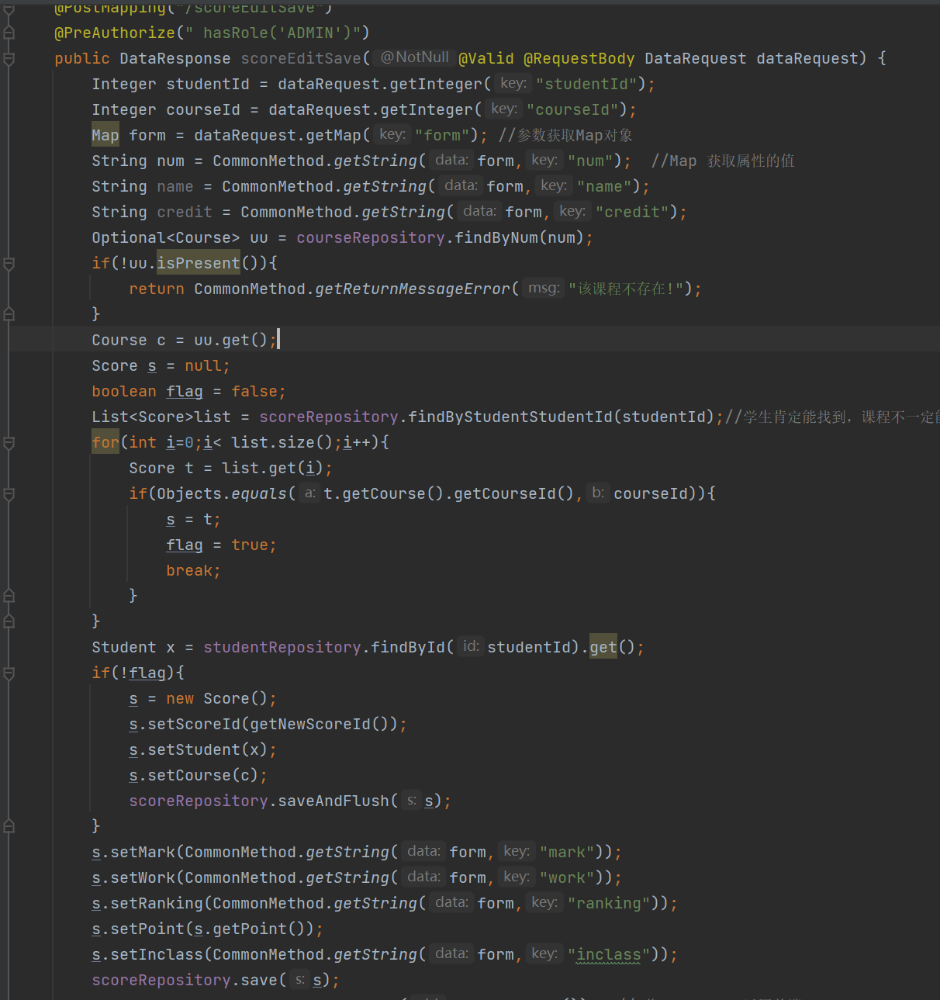 @PostMapping("/scoreEditSave")
@PreAuthorize(" hasRole('ADMIN')")
public DataResponse scoreEditSave( @NotNull @Valid @RequestBody DataRequest dataRequest) {
Integer studentId = dataRequest.getInteger( key: "studentId");
Integer courseId = dataRequest.getInteger( key: "courseId");
Map form = dataRequest.getMap( key: "form"); //参数获取Map对象
String num = CommonMethod.getString( data: form, key: "num");  //Map 获取属性的值
String name = CommonMethod.getString( data: form, key: "name");
String credit = CommonMethod.getString( data: form, key: "credit");
Optional<Course> uu = courseRepository.findByNum(num);
if(!uu.isPresent()){
return CommonMethod.getReturnMessageError( msg: "该课程不存在!");
}
Course c = uu.get();
Score s = null;
boolean flag = false;
List<Score>list = scoreRepository.findByStudentStudentId(studentId);//学生肯定能找到，课程不一定
for(int i=0;i< list.size();i++){
Score t = list.get(i);
if(Objects.equals( a: t.getCourse().getCourseId(), b: courseId)){
s = t;
flag = true;
break;
}
}
Student x = studentRepository.findById( id: studentId).get();
if(!flag){
s = new Score();
s.setScoreId(getNewScoreId());
s.setStudent(x);
s.setCourse(c);
scoreRepository.saveAndFlush( s: s);
}
s.setMark(CommonMethod.getString( data: form, key: "mark"));
s.setWork(CommonMethod.getString( data: form, key: "work"));
s.setRanking(CommonMethod.getString( data: form, key: "ranking"));
s.setPoint(s.getPoint());
s.setInclass(CommonMethod.getString( data: form, key: "inclass"));
scoreRepository.save( s: s);